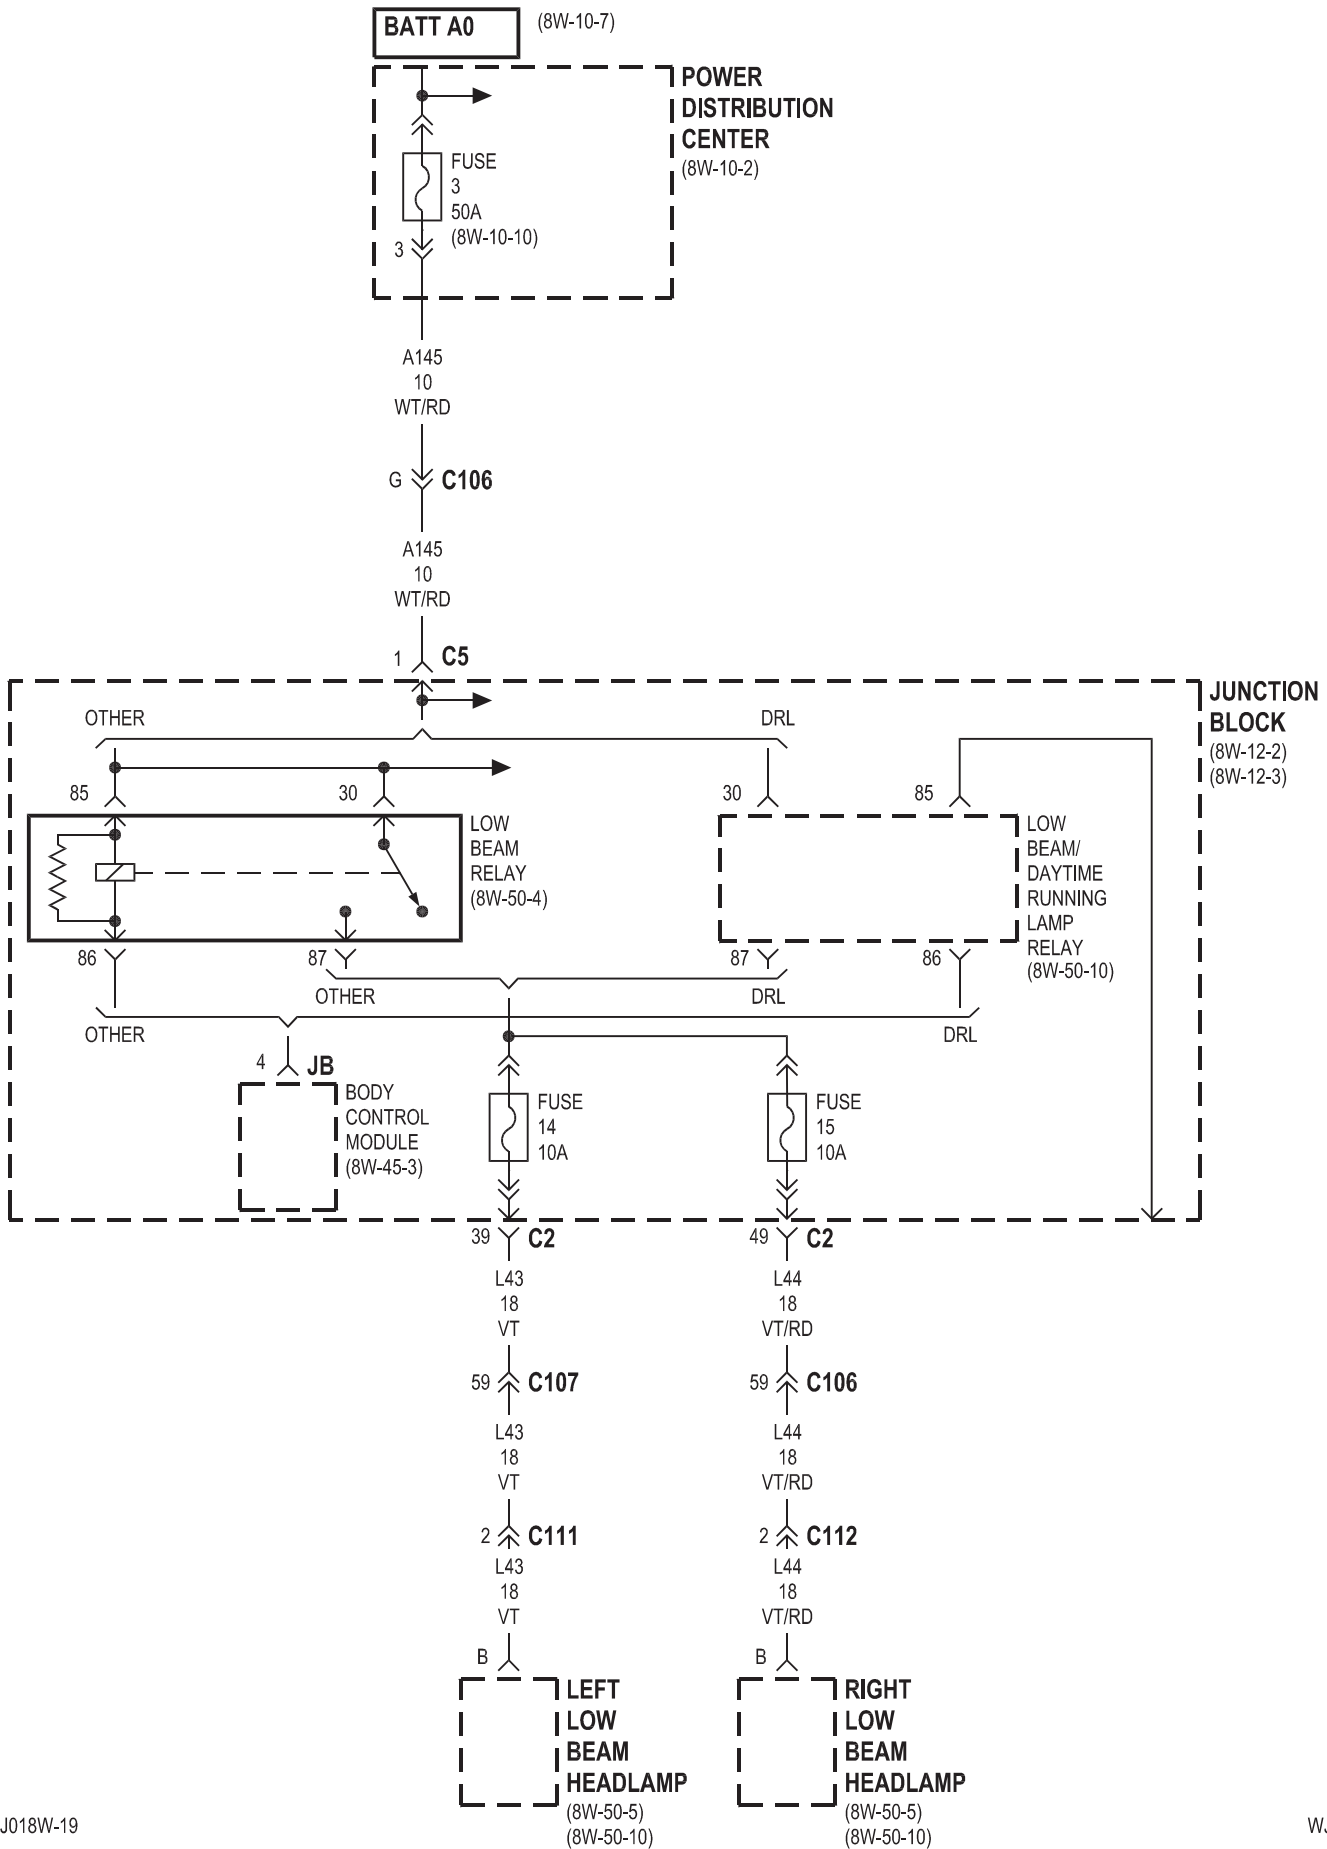 BATT A0
(8W-10-7)
POWER
DISTRIBUTION
CENTER
(8W-10-2)
FUSE
3
50A
(8W-10-10)
3
A145
10
WT/RD
G
C106
A145
10
WT/RD
1
C5
JUNCTION
BLOCK
(8W-12-2)
(8W-12-3)
OTHER
DRL
85
30
30
85
LOW
BEAM
RELAY
(8W-50-4)
LOW
BEAM/
DAYTIME
RUNNING
LAMP
RELAY
(8W-50-10)
86
87
87
86
OTHER
DRL
OTHER
DRL
4
JB
BODY
CONTROL
MODULE
(8W-45-3)
FUSE
14
10A
FUSE
15
10A
39
C2
49
C2
L43
18
VT
L44
18
VT/RD
59
C107
59
C106
L43
18
VT
L44
18
VT/RD
2
C111
2
C112
L43
18
VT
L44
18
VT/RD
B
B
LEFT
LOW
BEAM
HEADLAMP
(8W-50-5)
(8W-50-10)
RIGHT
LOW
BEAM
HEADLAMP
(8W-50-5)
(8W-50-10)
J018W-19